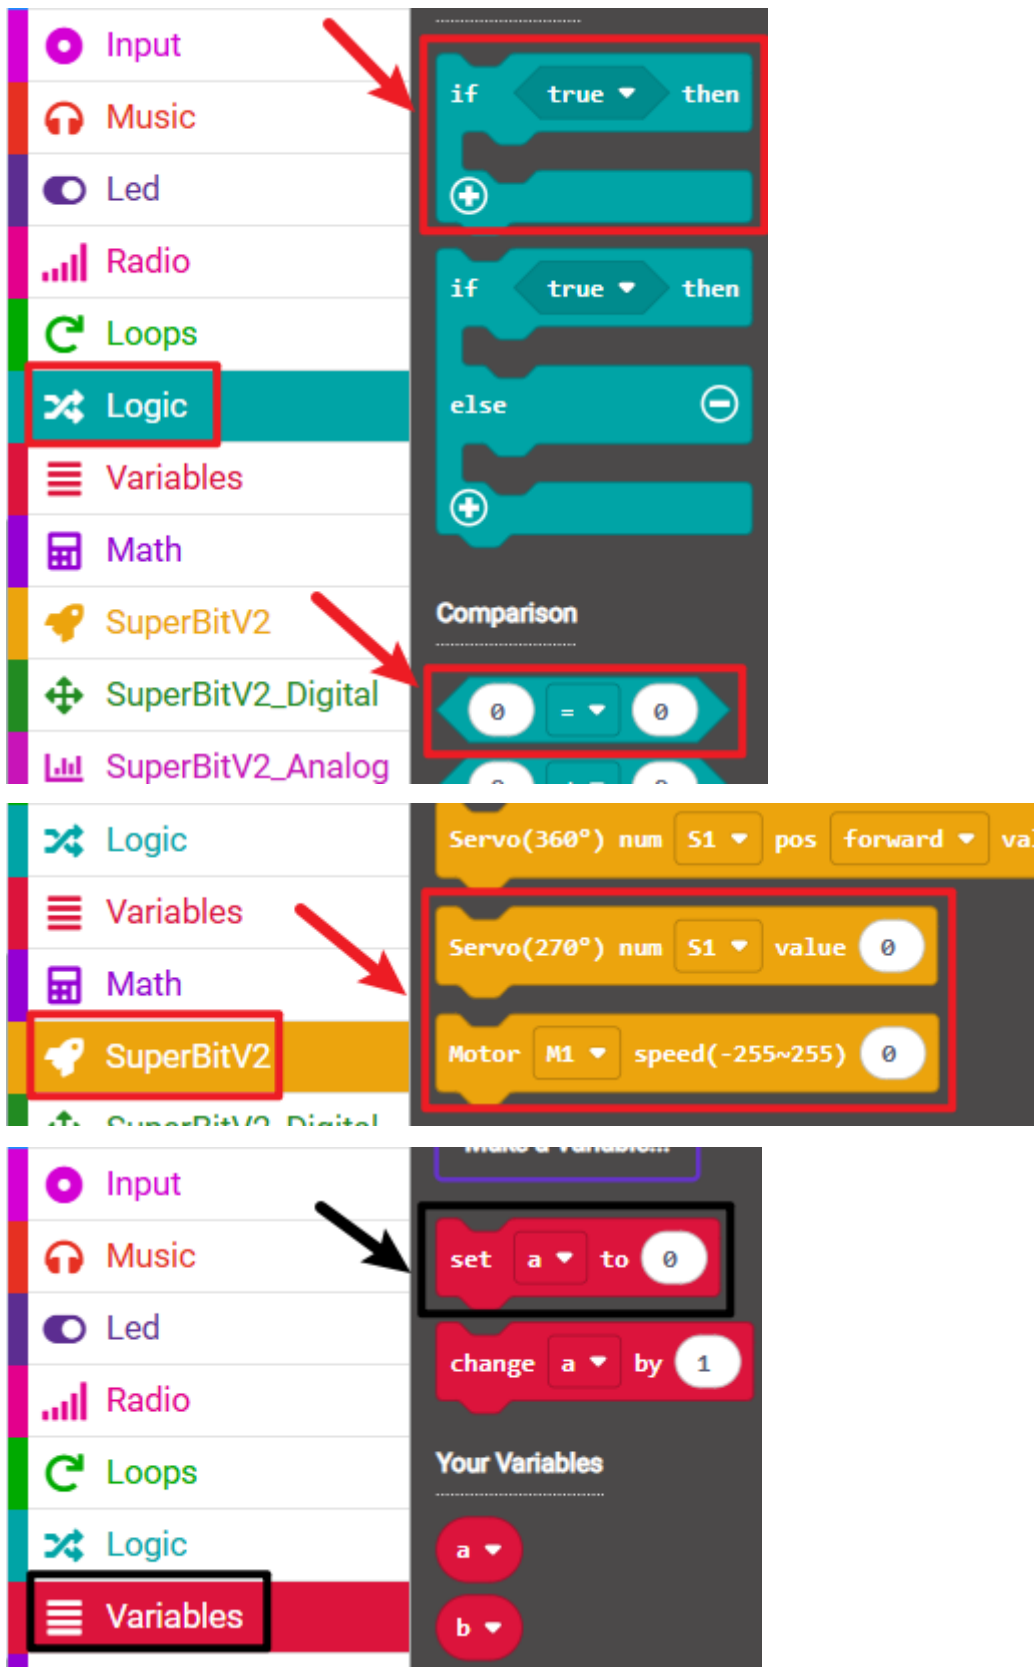 Input
Music
Led
Radio
Loops
Logic
Variables
Math
SuperBitV2
SuperBitV2_Digital
SuperBitV2_Analog
if true then
if true then
else
Comparison
0 = 0
Logic
Variables
Math
SuperBitV2
SuperBitV2_Digital
Servo(360°) num S1 pos forward
Servo(270°) num S1 value 0
Motor M1 speed(-255~255) 0
Input
Music
Led
Radio
Loops
Logic
Variables
Make a Variable...
set a to 0
change a by 1
Your Variables
a
b